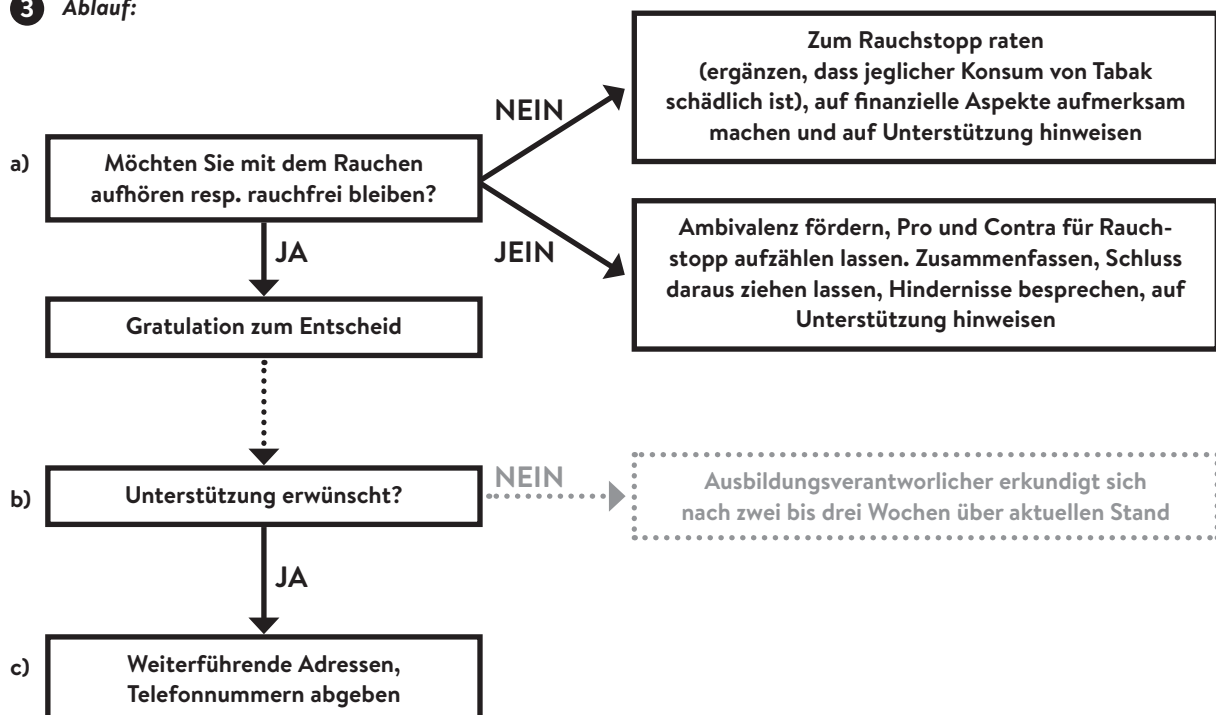 3 Ablauf:
a)
Möchten Sie mit dem Rauchen
aufhören resp. rauchfrei bleiben?
NEIN
Zum Rauchstopp raten
(ergänzen, dass jeglicher Konsum von Tabak
schädlich ist), auf finanzielle Aspekte aufmerksam
machen und auf Unterstützung hinweisen
JEIN
Ambivalenz fördern, Pro und Contra für Rauch-
stopp aufzählen lassen. Zusammenfassen, Schluss
daraus ziehen lassen, Hindernisse besprechen, auf
Unterstützung hinweisen
JA
Gratulation zum Entscheid
b)
Unterstützung erwünscht?
NEIN
Ausbildungsverantworlicher erkundigt sich
nach zwei bis drei Wochen über aktuellen Stand
JA
c)
Weiterführende Adressen,
Telefonnummern abgeben